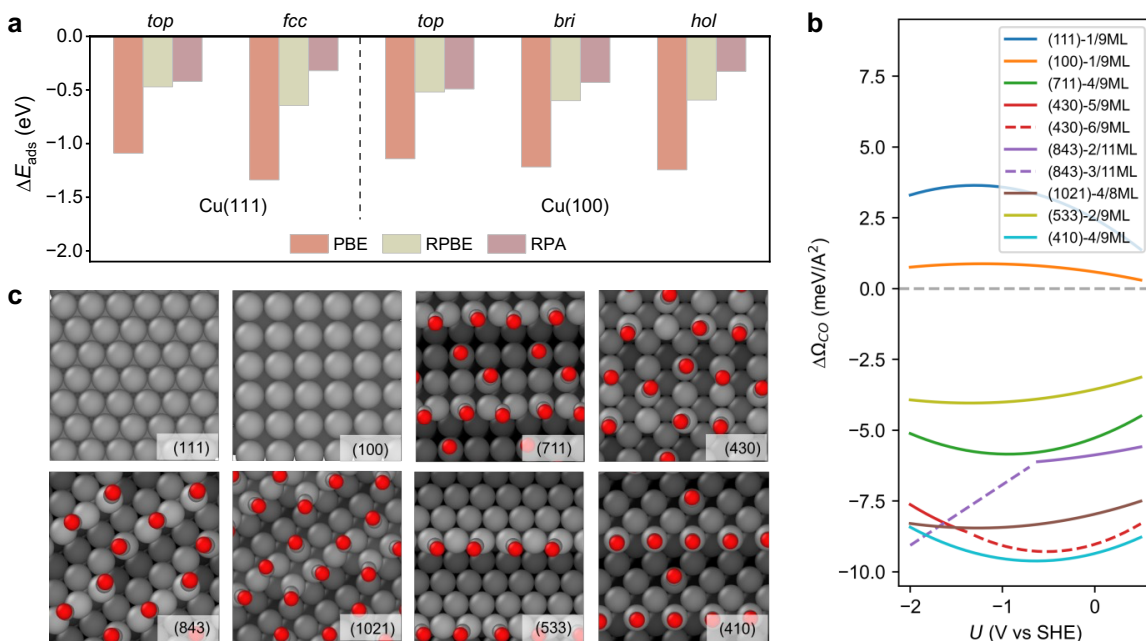 a
top fcc top bri hol
0.0
-0.5
-1.0
-1.5
-2.0
ΔE_ads (eV)
Cu(111) Cu(100)
PBE RPBE RPA
b
(111)-1/9ML
(100)-1/9ML
(711)-4/9ML
(430)-5/9ML
(430)-6/9ML
(843)-2/11ML
(843)-3/11ML
(1021)-4/8ML
(533)-2/9ML
(410)-4/9ML
7.5
5.0
2.5
0.0
−2.5
−5.0
−7.5
−10.0
ΔΩ_CO (meV/A²)
−2 −1 0
U (V vs SHE)
c
(111) (100) (711) (430)
(843) (1021) (533) (410)